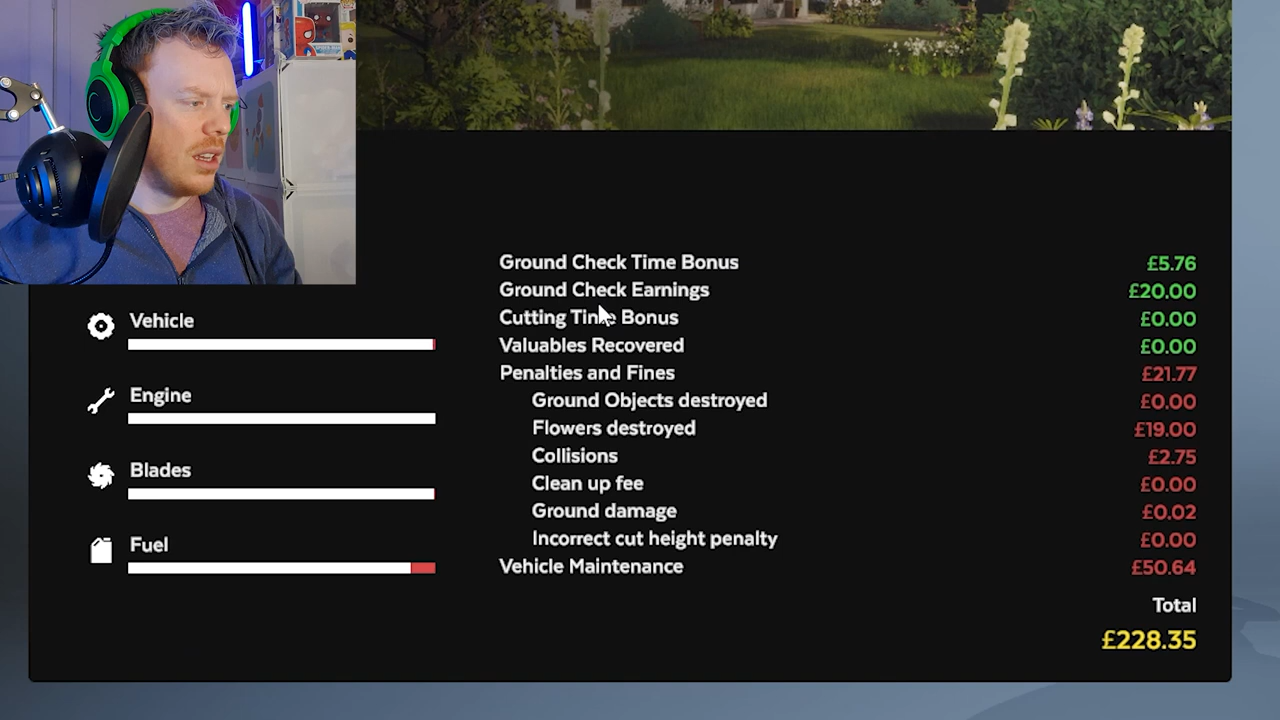 Vehicle
Engine
Blades
Fuel
Ground Check Time Bonus £5.76
Ground Check Earnings £20.00
Cutting Time Bonus £0.00
Valuables Recovered £0.00
Penalties and Fines £21.77
Ground Objects destroyed £0.00
Flowers destroyed £19.00
Collisions £2.75
Clean up fee £0.00
Ground damage £0.02
Incorrect cut height penalty £0.00
Vehicle Maintenance £50.64
Total
£228.35